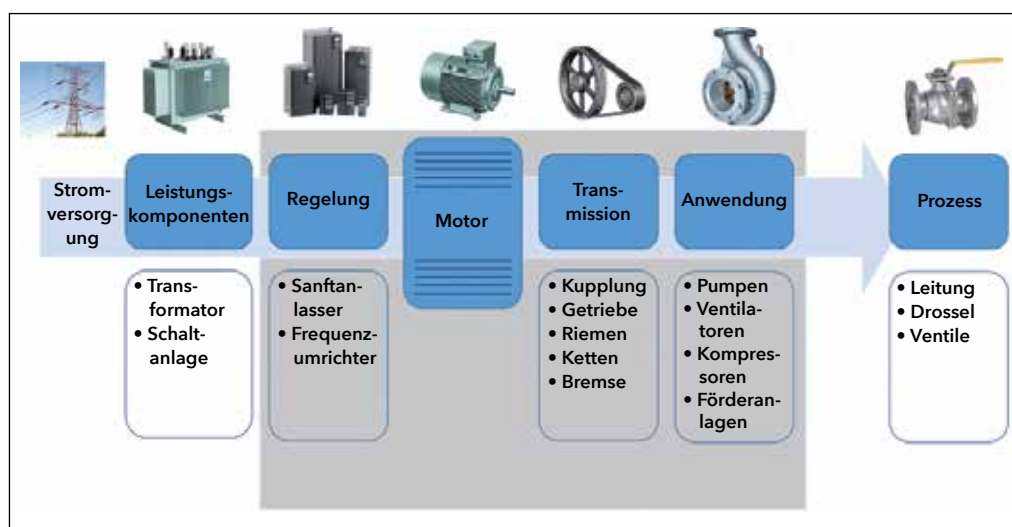 Strom-
versorg-
ung
Leistungs-
komponenten
Regelung
Motor
Trans-
mission
Anwendung
Prozess
• Trans-
formator
• Schalt-
anlage
• Sanftan-
lasser
• Frequenz-
umrichter
• Kupplung
• Getriebe
• Riemen
• Ketten
• Bremse
• Pumpen
• Ventila-
toren
• Kompres-
soren
• Förderan-
lagen
• Leitung
• Drossel
• Ventile